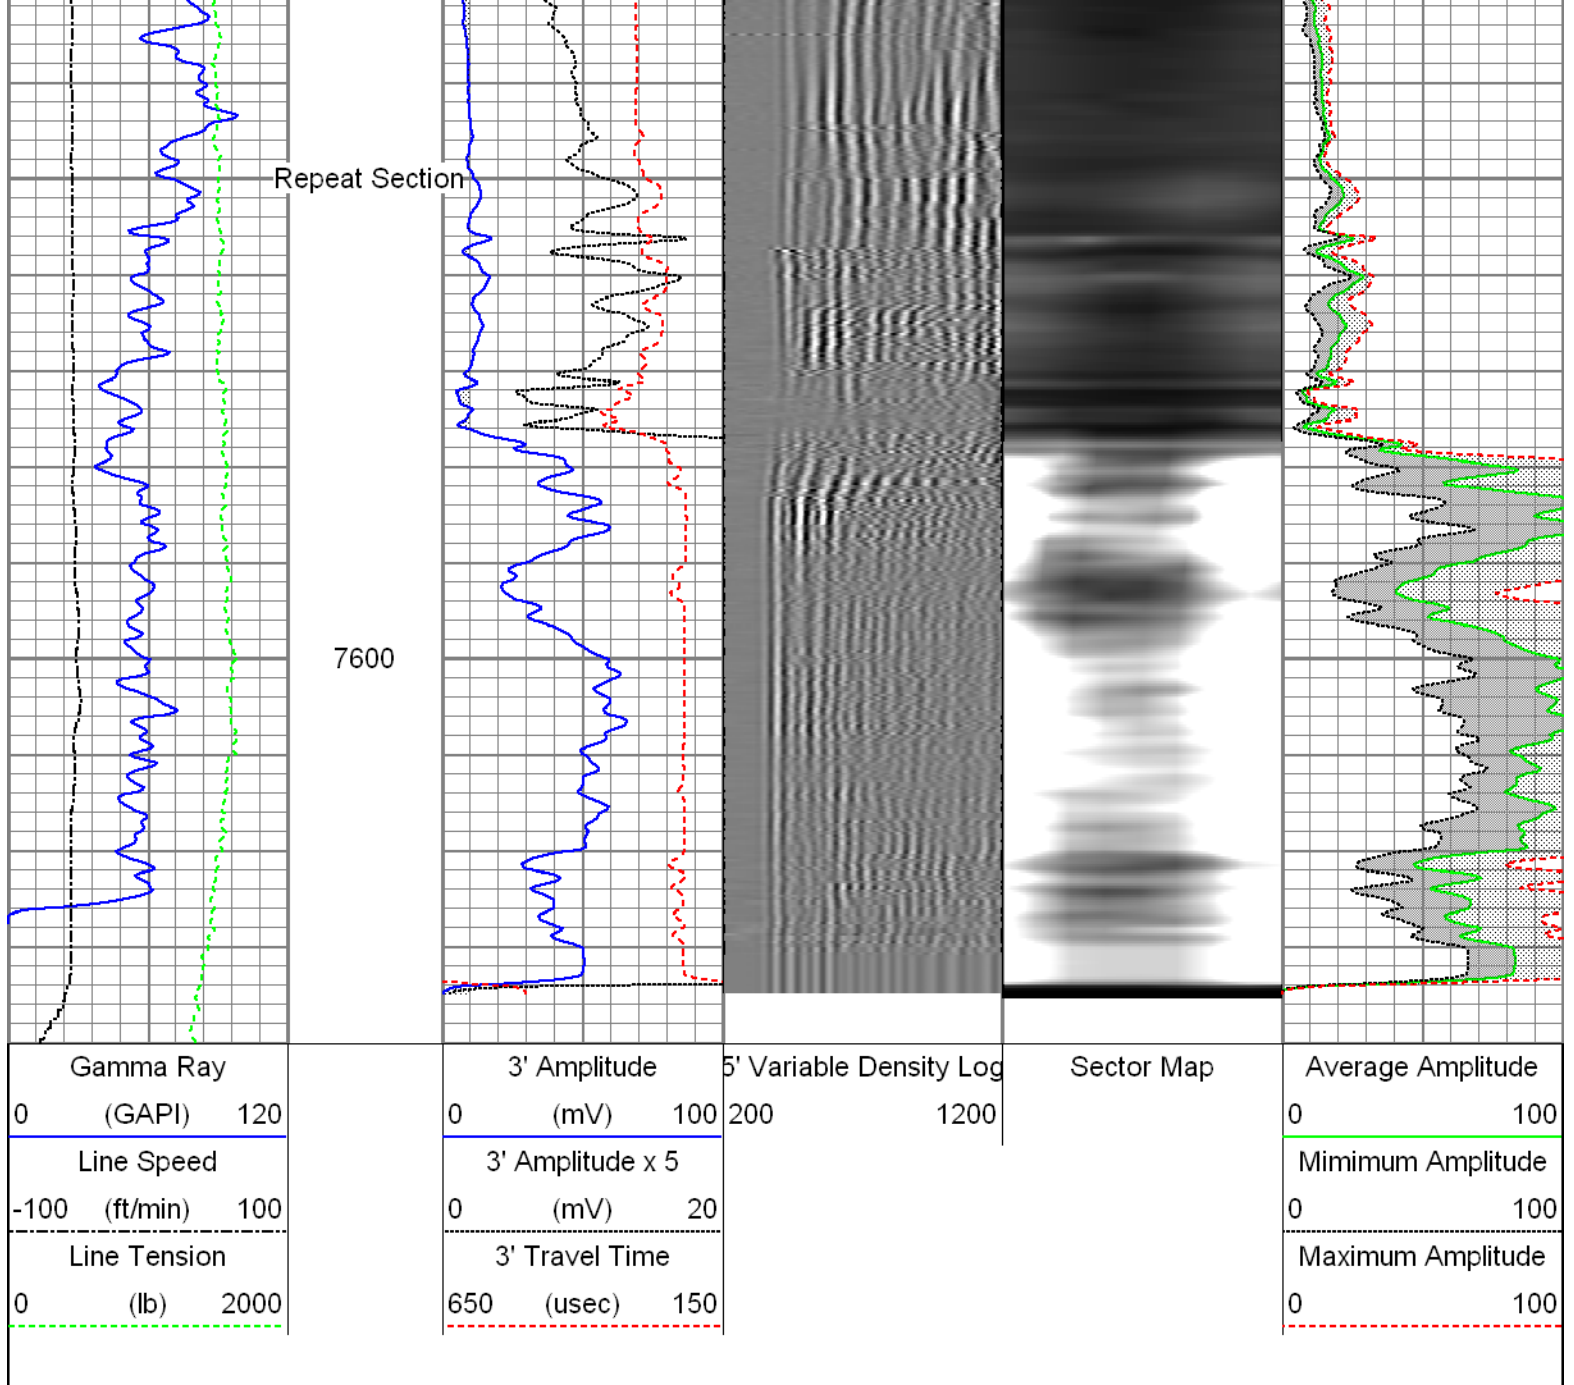 Repeat Section
7600
Gamma Ray
0 (GAPI) 120
Line Speed
-100 (ft/min) 100
Line Tension
0 (lb) 2000
3' Amplitude
0 (mV) 100
3' Amplitude x 5
0 (mV) 20
3' Travel Time
650 (usec) 150
5' Variable Density Log
200 1200
Sector Map
Average Amplitude
0 100
Mimimum Amplitude
0 100
Maximum Amplitude
0 100